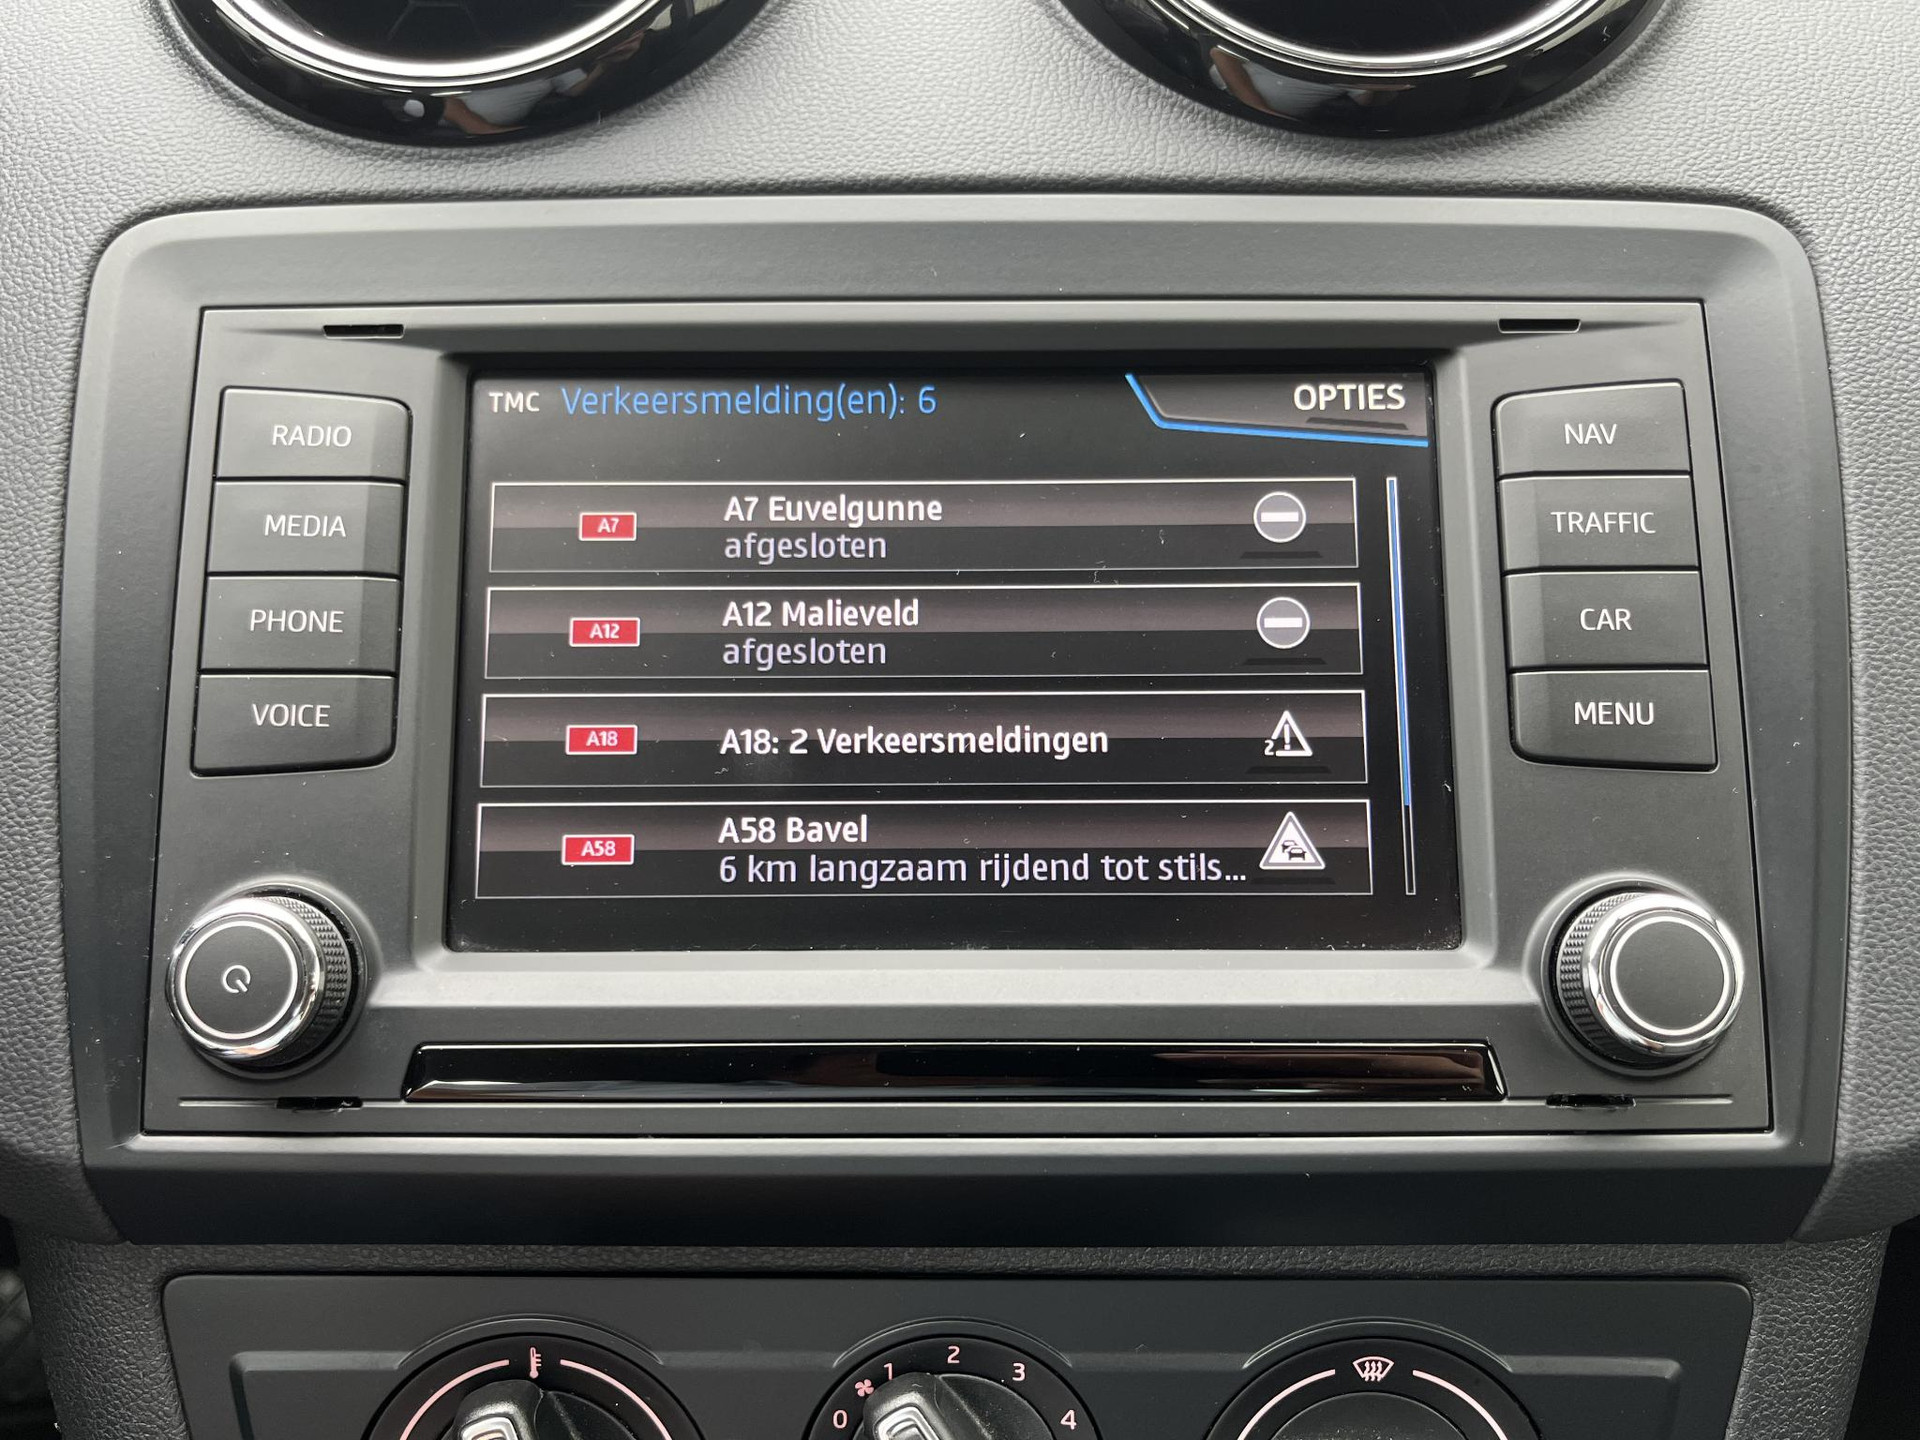 TMC Verkeersmelding(en): 6 OPTIES
RADIO
MEDIA
PHONE
VOICE
A7 A7 Euvelgunne
afgesloten
A12 A12 Malieveld
afgesloten
A18 A18: 2 Verkeersmeldingen 2
A58 A58 Bavel
6 km langzaam rijdend tot stils...
NAV
TRAFFIC
CAR
MENU
0 1 2 3 4